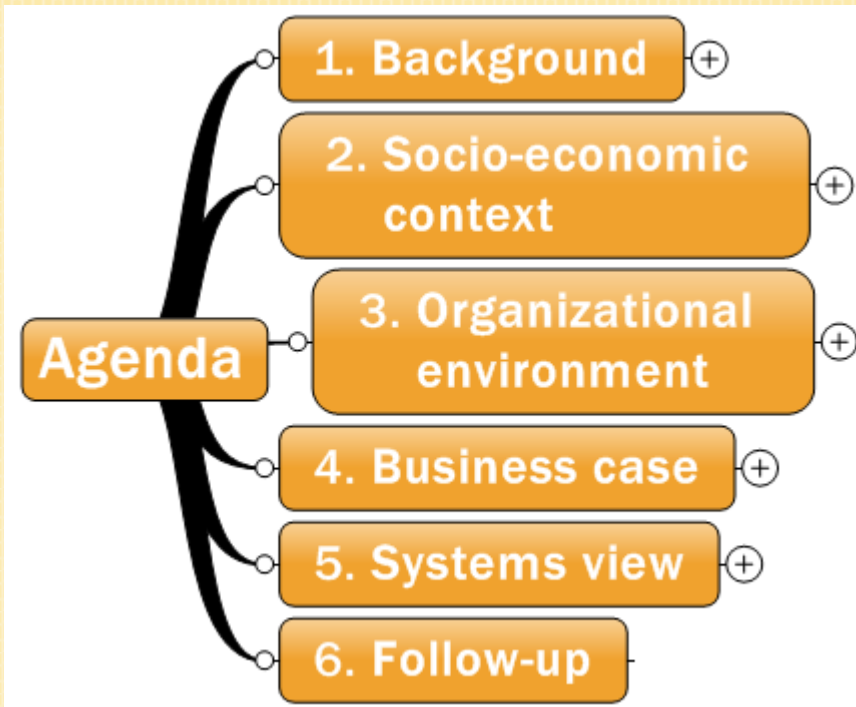 1. Background
2. Socio-economic
context
3. Organizational
environment
Agenda
4. Business case
5. Systems view
6. Follow-up